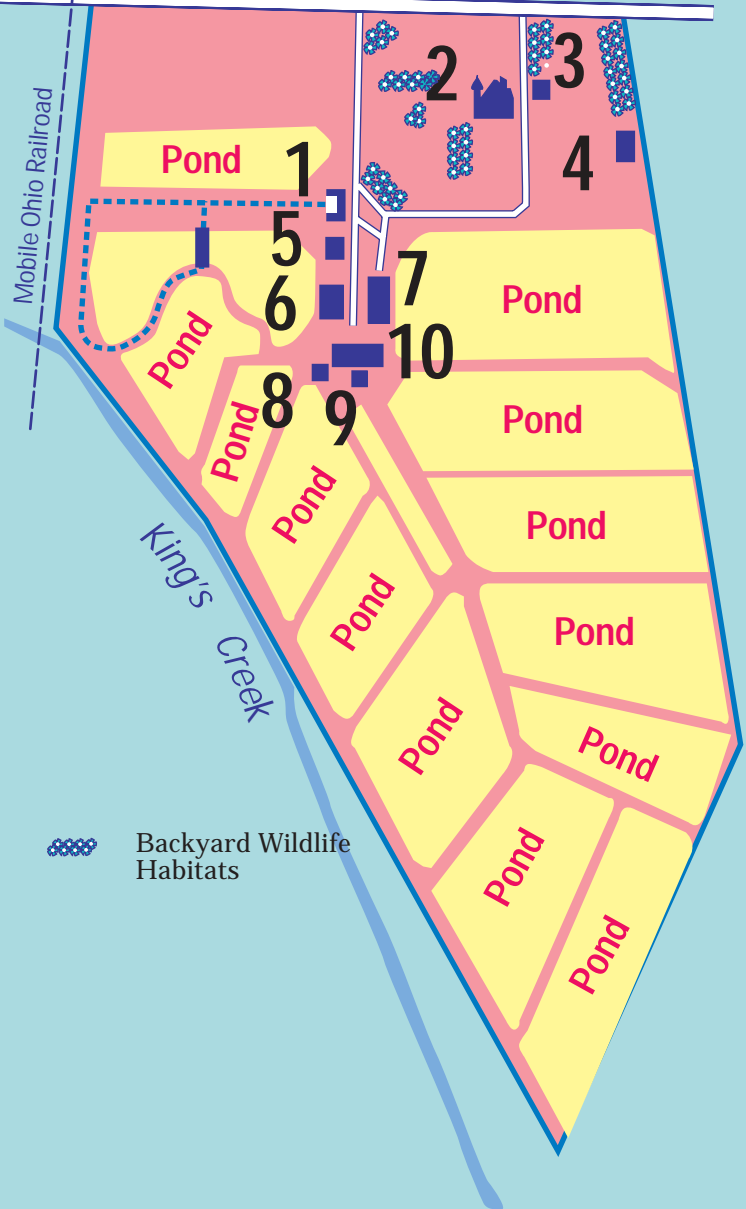 Mobile Ohio Railroad
2
3
Pond
1
4
5
6
7
Pond
Pond
10
8
Pond
9
Pond
Pond
Pond
Pond
Pond
King's Creek
Pond
Pond
Pond
Backyard Wildlife
Habitats
Pond
Pond